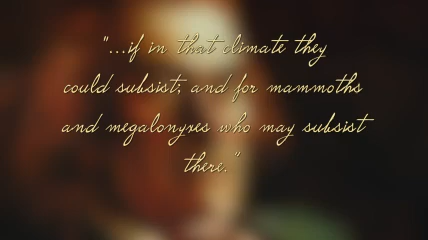 "...if in that climate they
could subsist; and for mammoths
and megalonyxes who may subsist
there."